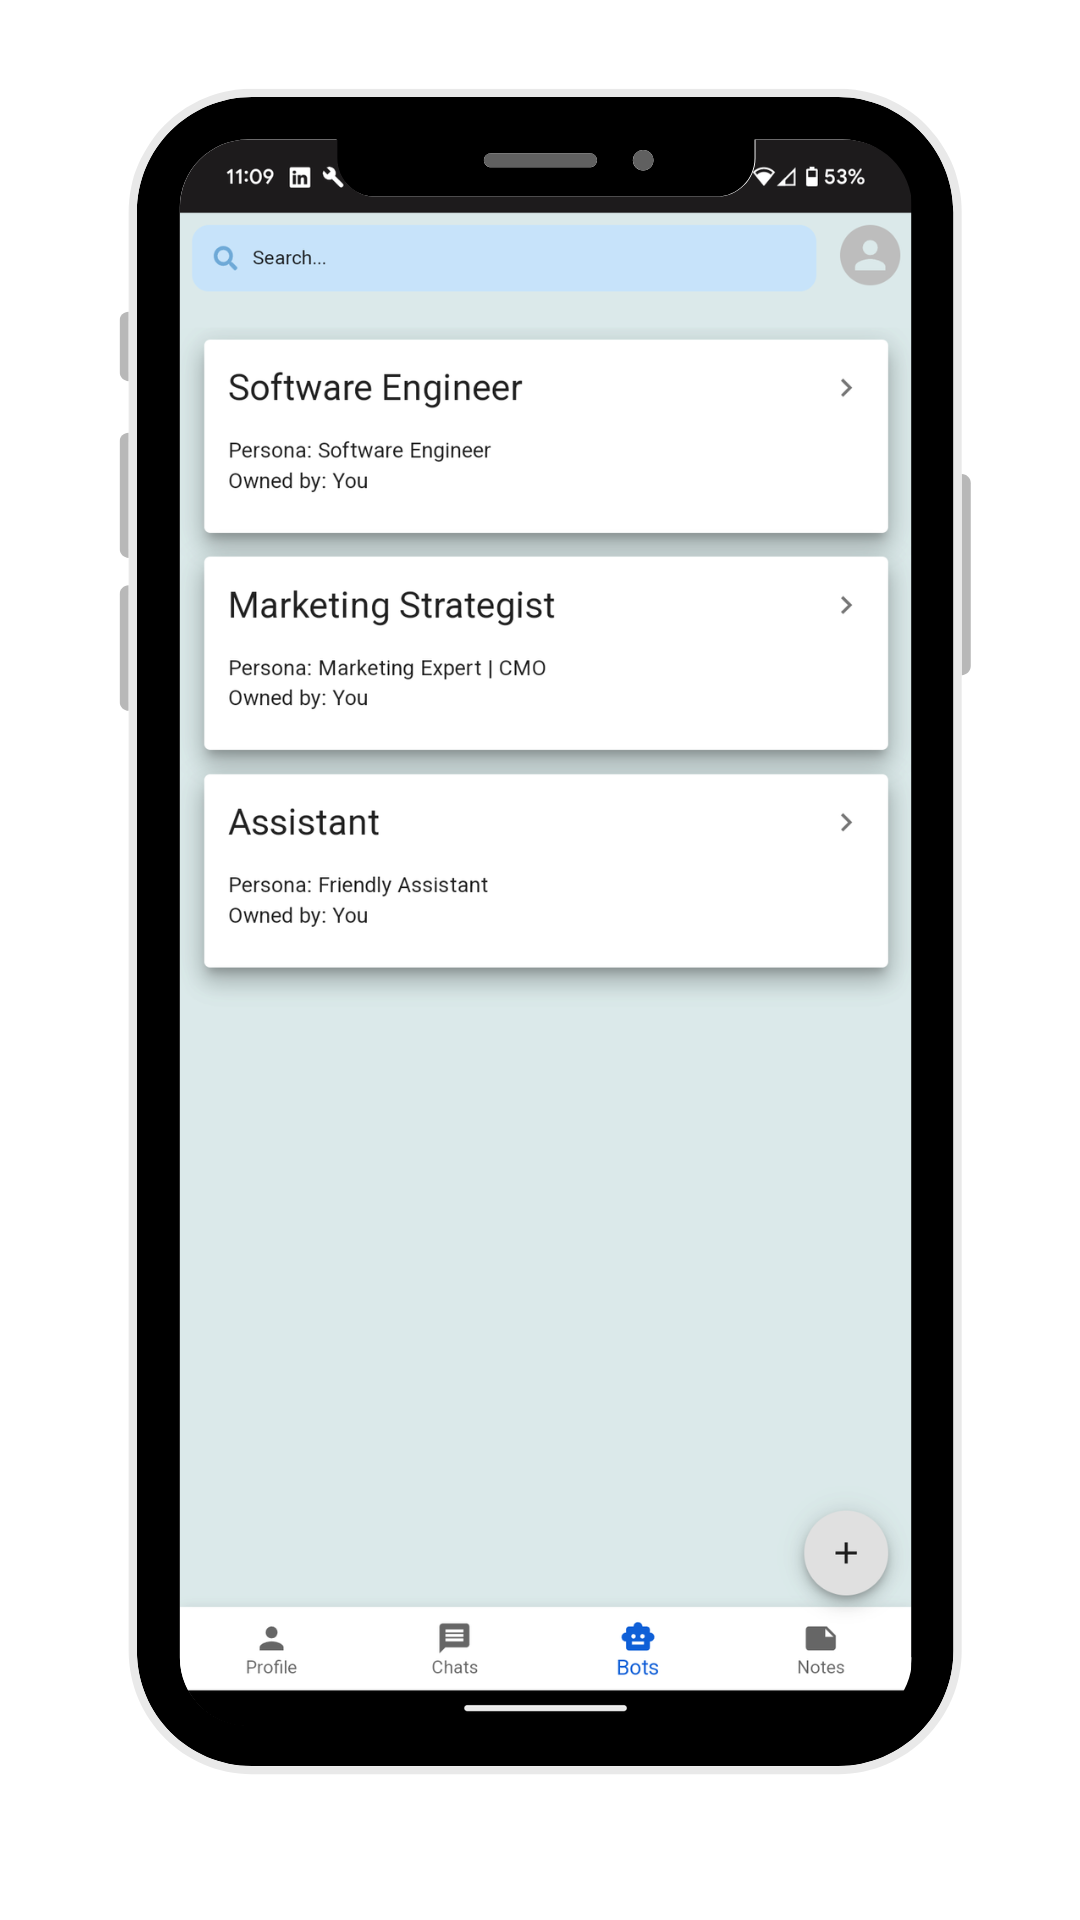 11:09 in 53%
Search...
Software Engineer
Persona: Software Engineer
Owned by: You
Marketing Strategist
Persona: Marketing Expert | CMO
Owned by: You
Assistant
Persona: Friendly Assistant
Owned by: You
+
Profile Chats Bots Notes